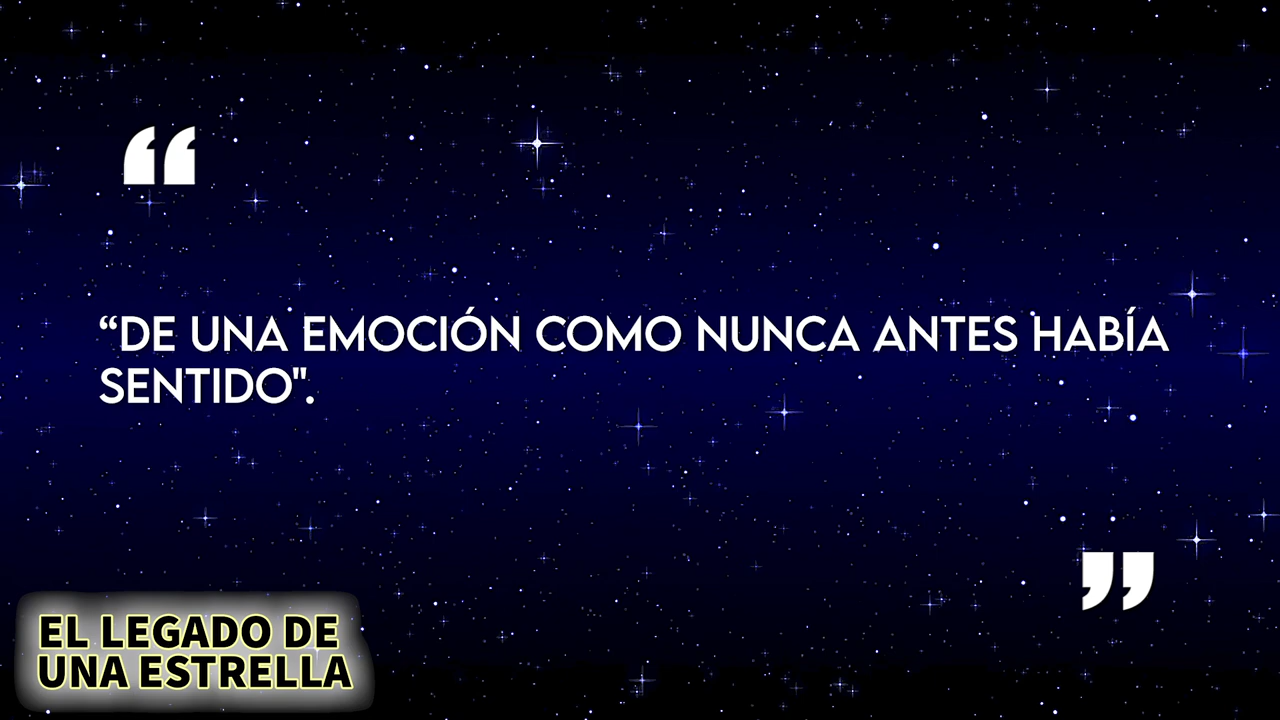 “DE UNA EMOCIÓN COMO NUNCA ANTES HABÍA
SENTIDO".
EL LEGADO DE
UNA ESTRELLA